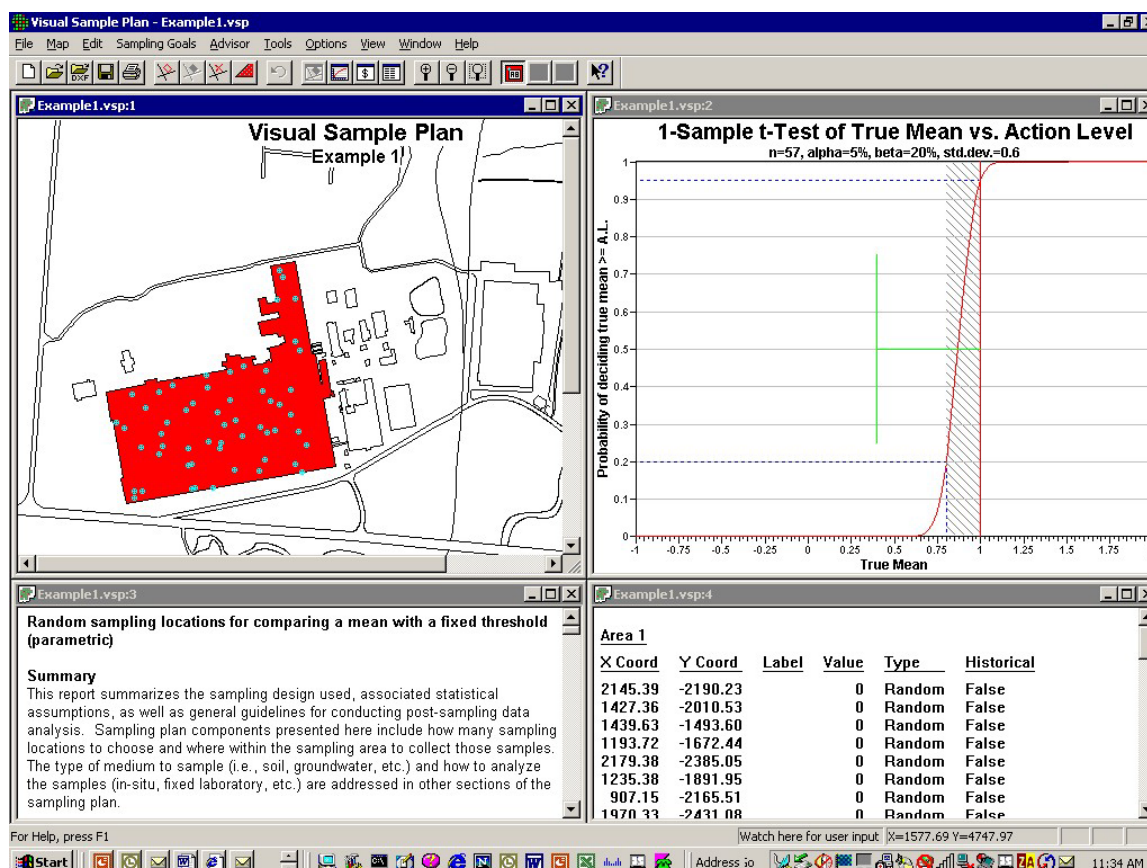 Visual Sample Plan - Example1.vsp
File Map Edit Sampling Goals Advisor Tools Options View Window Help
DXF
$
RB
Example1.vsp:1
Visual Sample Plan
Example 1
Example1.vsp:2
1-Sample t-Test of True Mean vs. Action Level
n=57, alpha=5%, beta=20%, std.dev.=0.6
Probability of deciding true mean >= A.L.
1
0.9
0.8
0.7
0.6
0.5
0.4
0.3
0.2
0.1
0
-1 -0.75 -0.5 -0.25 0 0.25 0.5 0.75 1 1.25 1.5 1.75
True Mean
Example1.vsp:3
Random sampling locations for comparing a mean with a fixed threshold
(parametric)
Summary
This report summarizes the sampling design used, associated statistical
assumptions, as well as general guidelines for conducting post-sampling data
analysis. Sampling plan components presented here include how many sampling
locations to choose and where within the sampling area to collect those samples.
The type of medium to sample (i.e., soil, groundwater, etc.) and how to analyze
the samples (in-situ, fixed laboratory, etc.) are addressed in other sections of the
sampling plan.
Example1.vsp:4
Area 1
X Coord Y Coord Label Value Type Historical
2145.39 -2190.23 0 Random False
1427.36 -2010.53 0 Random False
1439.63 -1493.60 0 Random False
1193.72 -1672.44 0 Random False
2179.38 -2385.05 0 Random False
1235.38 -1891.95 0 Random False
907.15 -2165.51 0 Random False
1970.33 -2431.08 0 Random False
For Help, press F1
Watch here for user input X=1577.69 Y=4747.97
Start
Address
11:34 AM